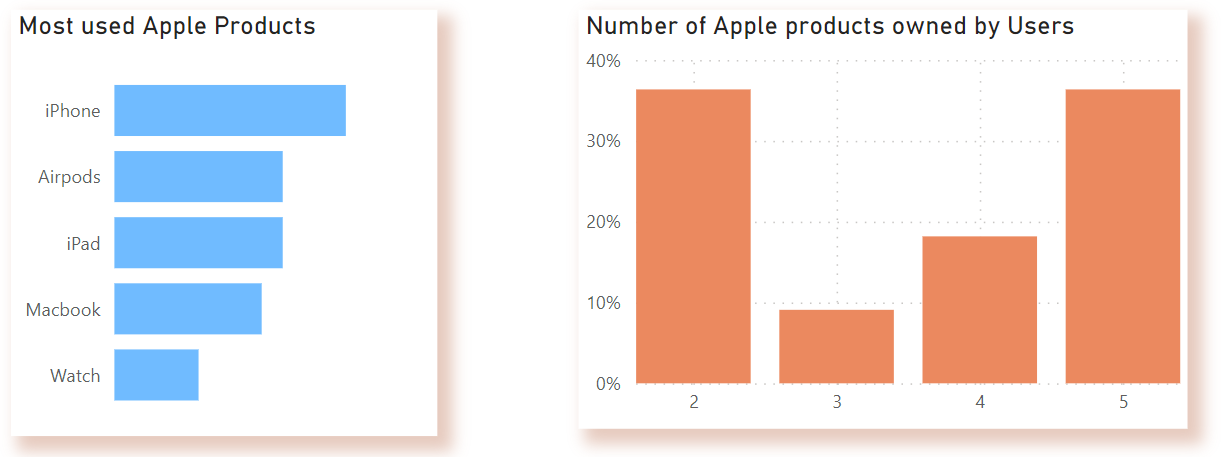 Most used Apple Products
iPhone
Airpods
iPad
Macbook
Watch
Number of Apple products owned by Users
40%
30%
20%
10%
0%
2 3 4 5